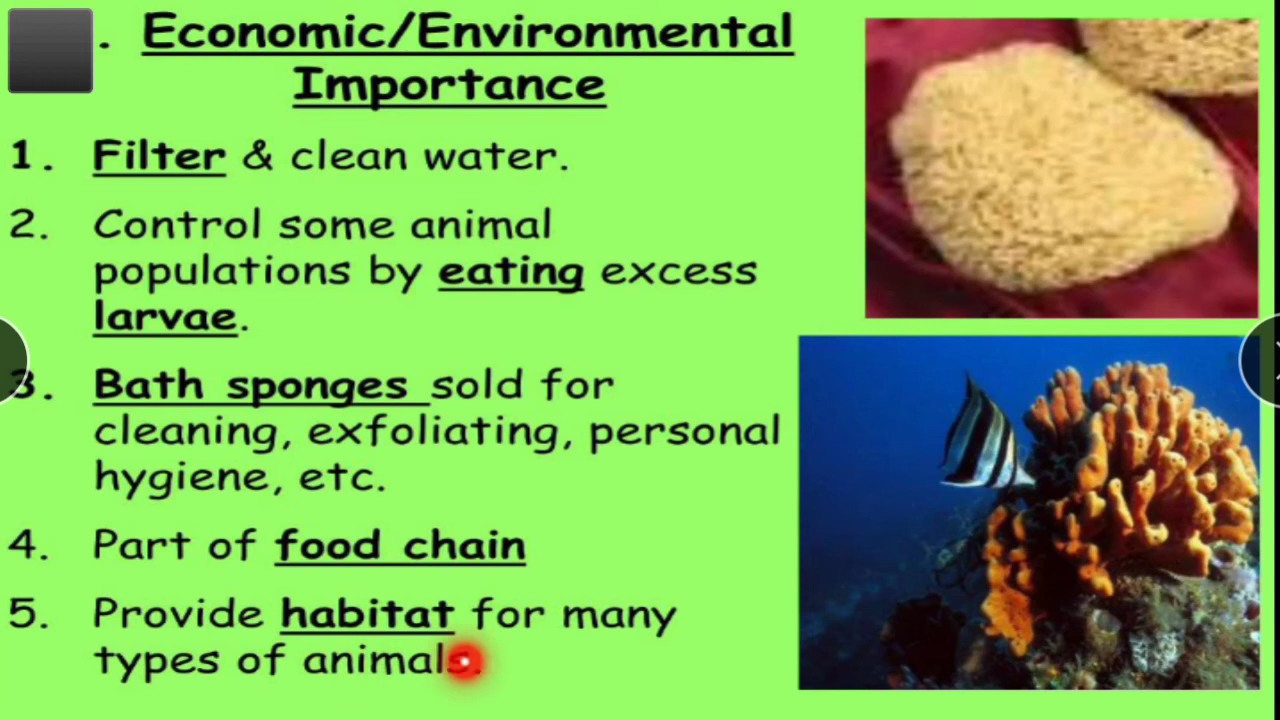 . Economic/Environmental
Importance
1. Filter & clean water.
2. Control some animal
populations by eating excess
larvae.
3. Bath sponges sold for
cleaning, exfoliating, personal
hygiene, etc.
4. Part of food chain
5. Provide habitat for many
types of animals.